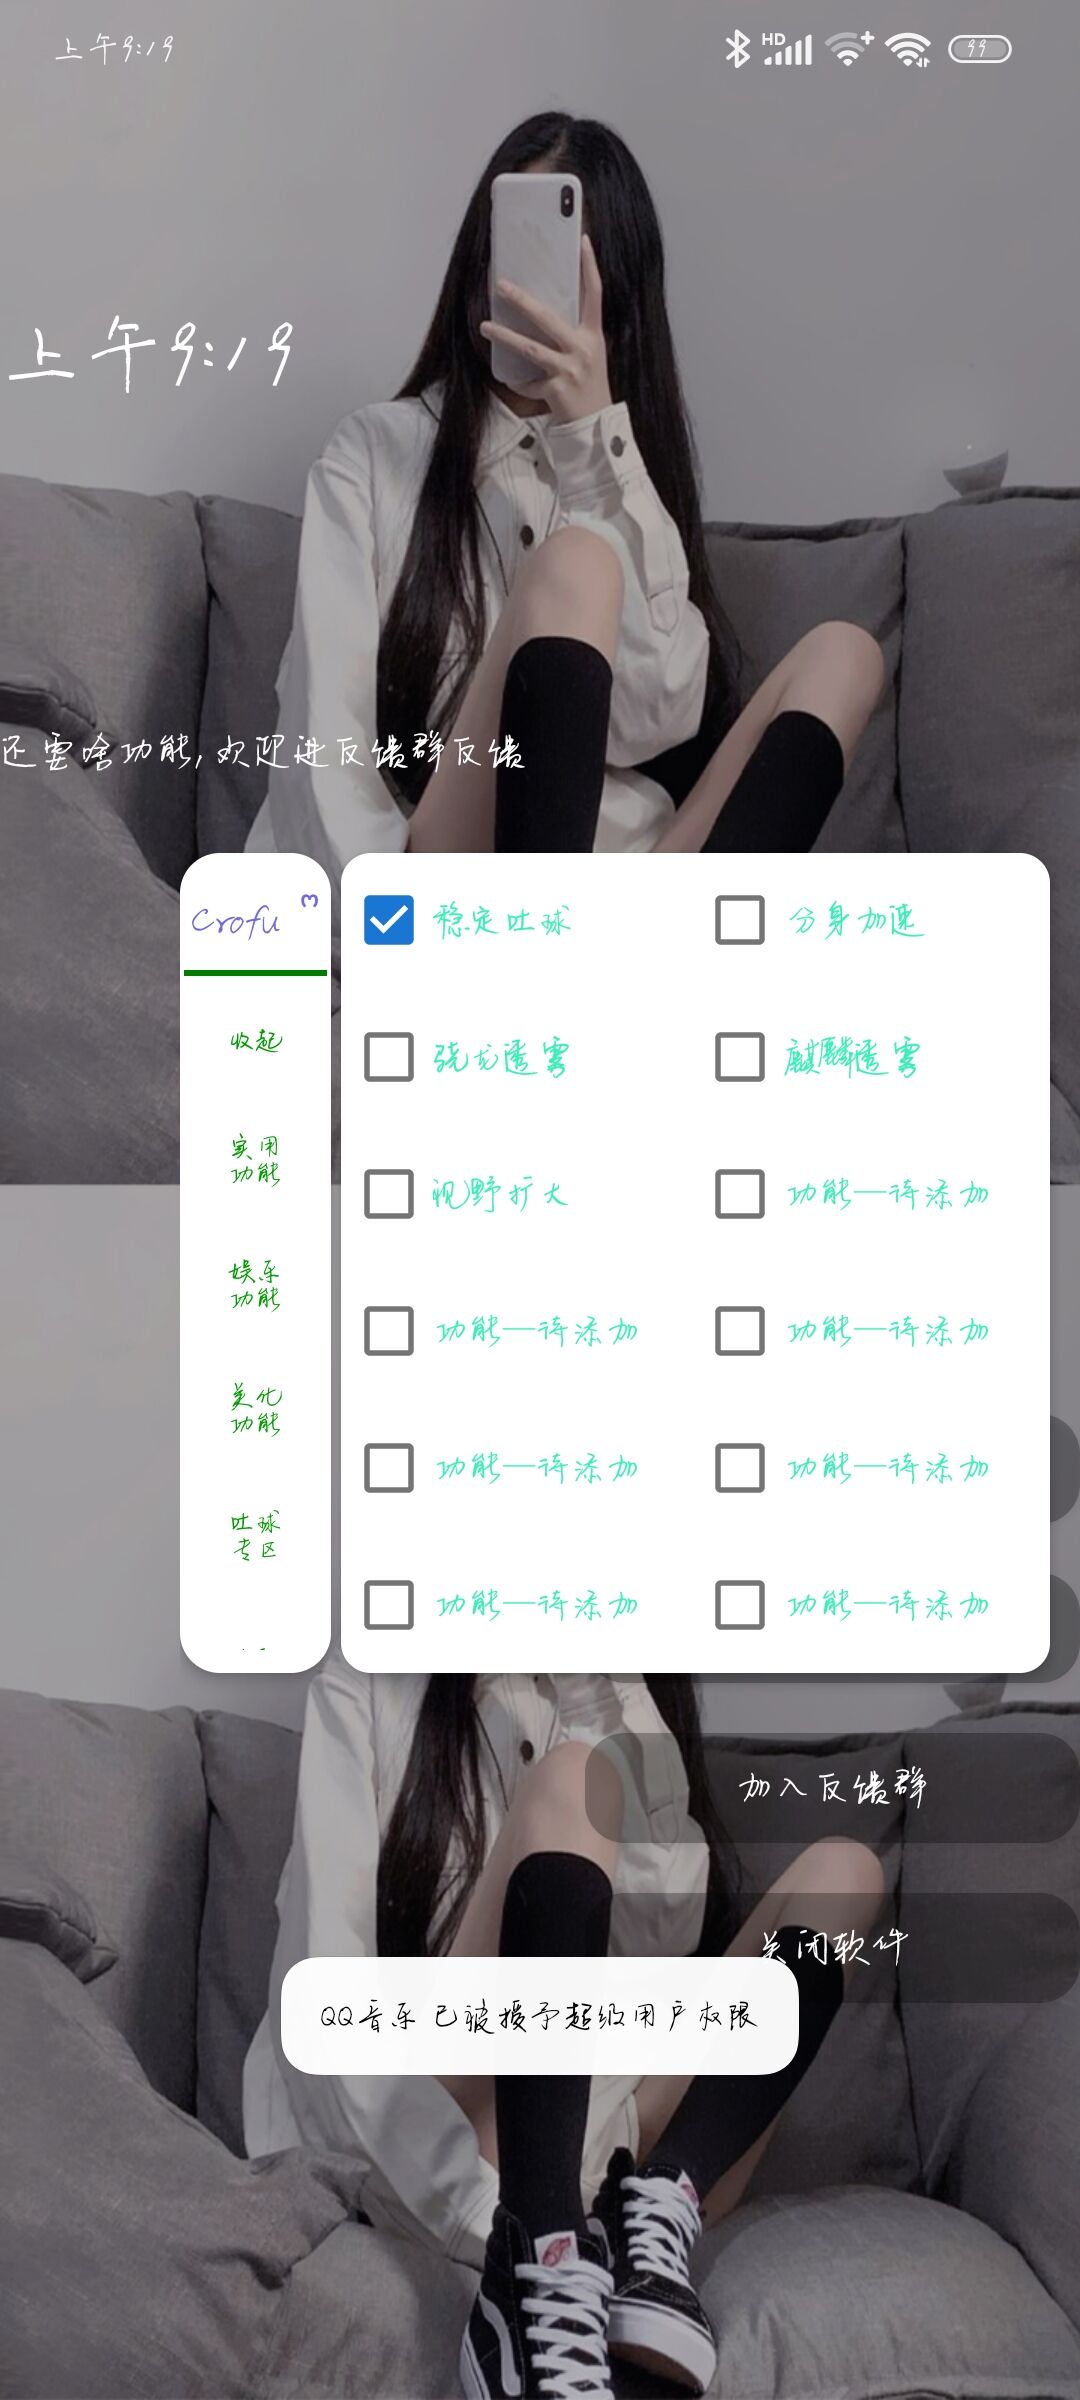 上午9:19
HD
99
上午9:19
还要啥功能,欢迎进反馈群反馈
Crofu
收起
实用
功能
娱乐
功能
美化
功能
吐球
专区
稳定吐球
分身加速
骁龙透雾
麒麟透雾
视野扩大
功能—待添加
功能—待添加
功能—待添加
功能—待添加
功能—待添加
功能—待添加
功能—待添加
加入反馈群
关闭软件
QQ音乐 已被授予超级用户权限